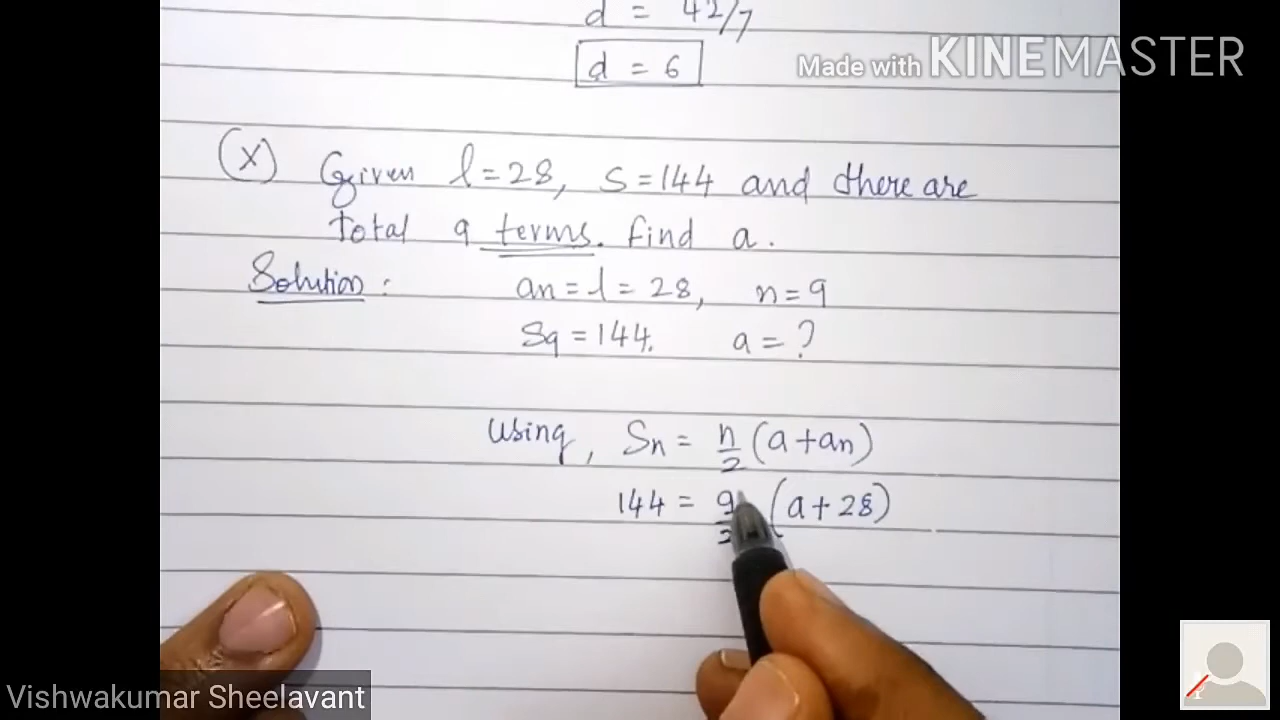 d = 42/7
Made with KINEMASTER
d = 6
(X) Given l=28, S=144 and there are
total 9 terms. find a.
Solution: an = l = 28, n=9
S9 = 144. a = ?
Using, Sn = n/2 (a+an)
144 = 9/2 (a+28)
Vishwakumar Sheelavant